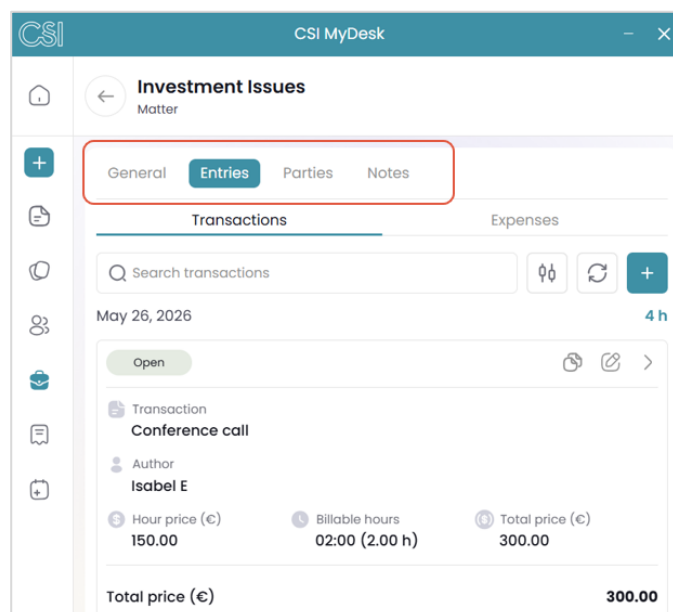 CSI
CSI MyDesk
Investment Issues
Matter
General Entries Parties Notes
Transactions Expenses
Search transactions
May 26, 2026 4 h
Open
Transaction
Conference call
Author
Isabel E
Hour price (€) Billable hours Total price (€)
150.00 02:00 (2.00 h) 300.00
Total price (€) 300.00